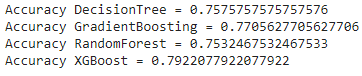 Accuracy DecisionTree = 0.7575757575757576
Accuracy GradientBoosting = 0.7705627705627706
Accuracy RandomForest = 0.7532467532467533
Accuracy XGBoost = 0.7922077922077922